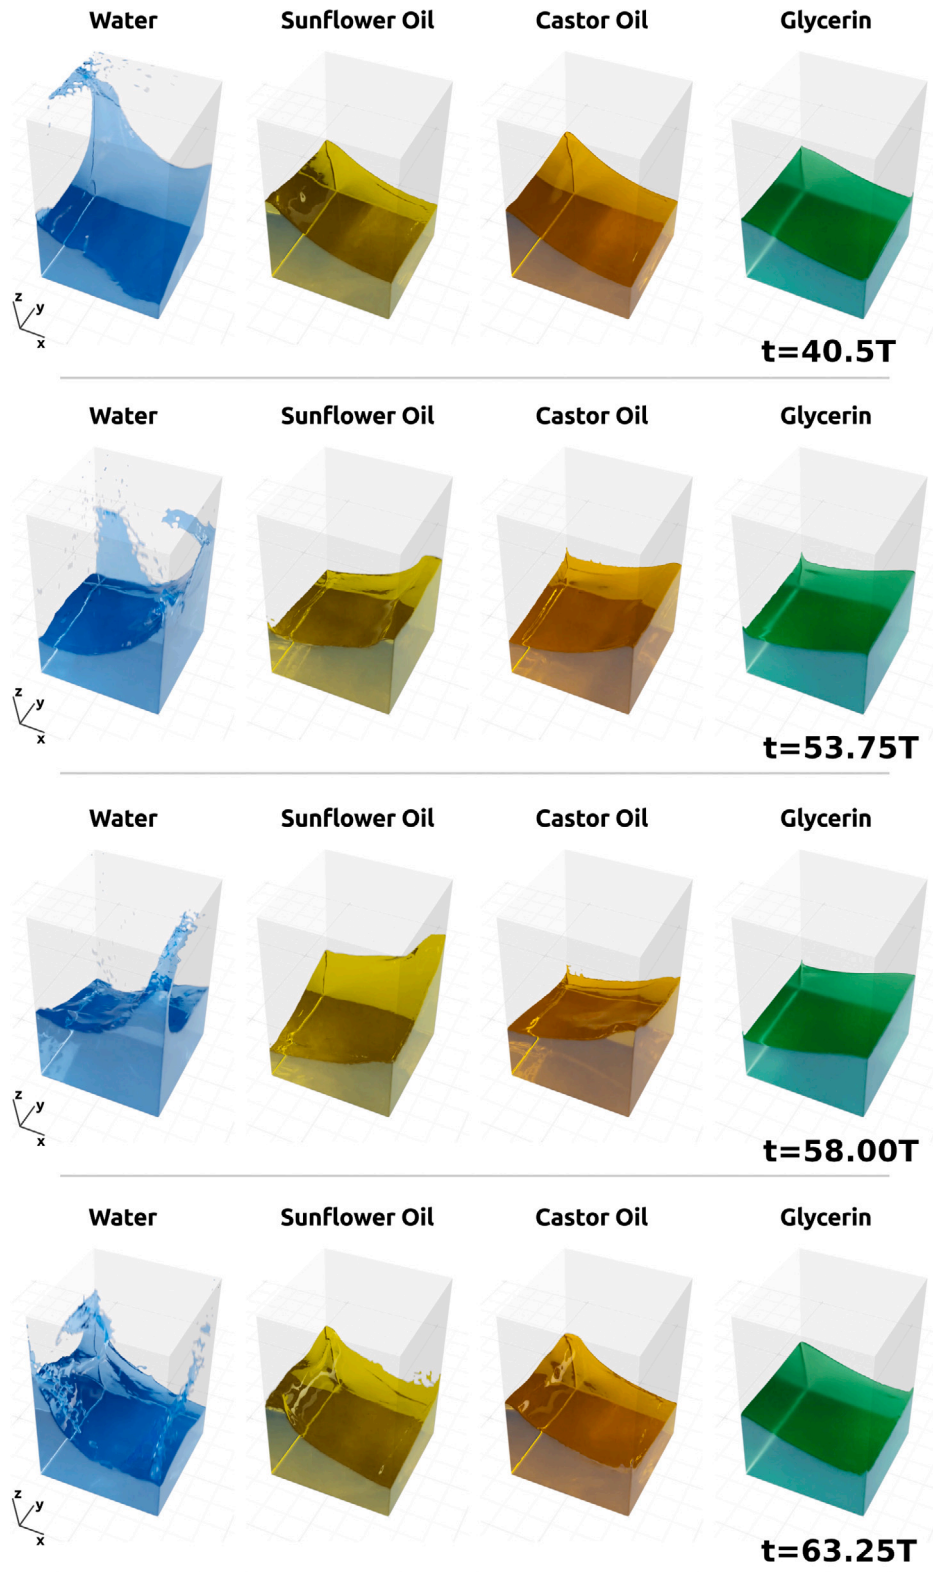 Water Sunflower Oil Castor Oil Glycerin
z
y
x
t=40.5T
Water Sunflower Oil Castor Oil Glycerin
z
y
x
t=53.75T
Water Sunflower Oil Castor Oil Glycerin
z
y
x
t=58.00T
Water Sunflower Oil Castor Oil Glycerin
z
y
x
t=63.25T